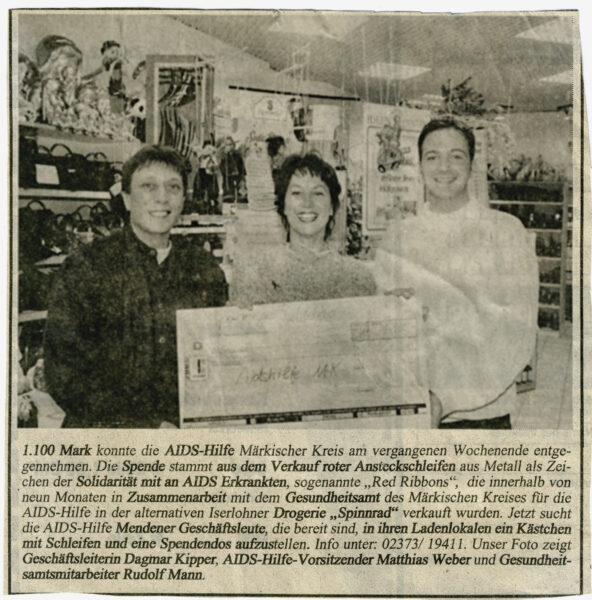 Aidshilfe MK
1.100 Mark konnte die AIDS-Hilfe Märkischer Kreis am vergangenen Wochenende entge-
gennehmen. Die Spende stammt aus dem Verkauf roter Ansteckschleifen aus Metall als Zei-
chen der Solidarität mit an AIDS Erkrankten, sogenannte „Red Ribbons“, die innerhalb von
neun Monaten in Zusammenarbeit mit dem Gesundheitsamt des Märkischen Kreises für die
AIDS-Hilfe in der alternativen Iserlohner Drogerie „Spinnrad“ verkauft wurden. Jetzt sucht
die AIDS-Hilfe Mendener Geschäftsleute, die bereit sind, in ihren Ladenlokalen ein Kästchen
mit Schleifen und eine Spendendos aufzustellen. Info unter: 02373/ 19411. Unser Foto zeigt
Geschäftsleiterin Dagmar Kipper, AIDS-Hilfe-Vorsitzender Matthias Weber und Gesundheit-
samtsmitarbeiter Rudolf Mann.